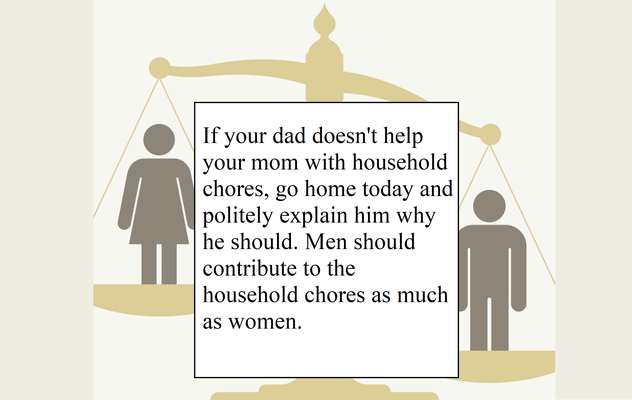 If your dad doesn't help
your mom with household
chores, go home today and
politely explain him why
he should. Men should
contribute to the
household chores as much
as women.